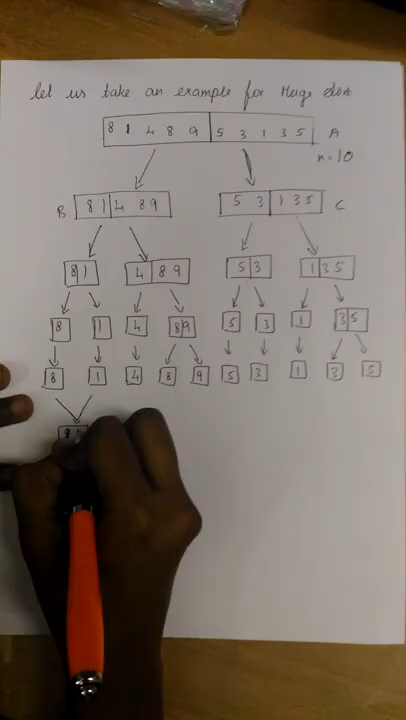 let us take an example for Merge Sort
8 1 4 8 9 5 3 1 3 5 A
n = 10
B 8 1 4 8 9 5 3 1 3 5 C
8 1 4 8 9 5 3 1 3 5
8 1 4 8 9 5 3 1 3 5
8 1 4 8 9 5 3 1 3 5